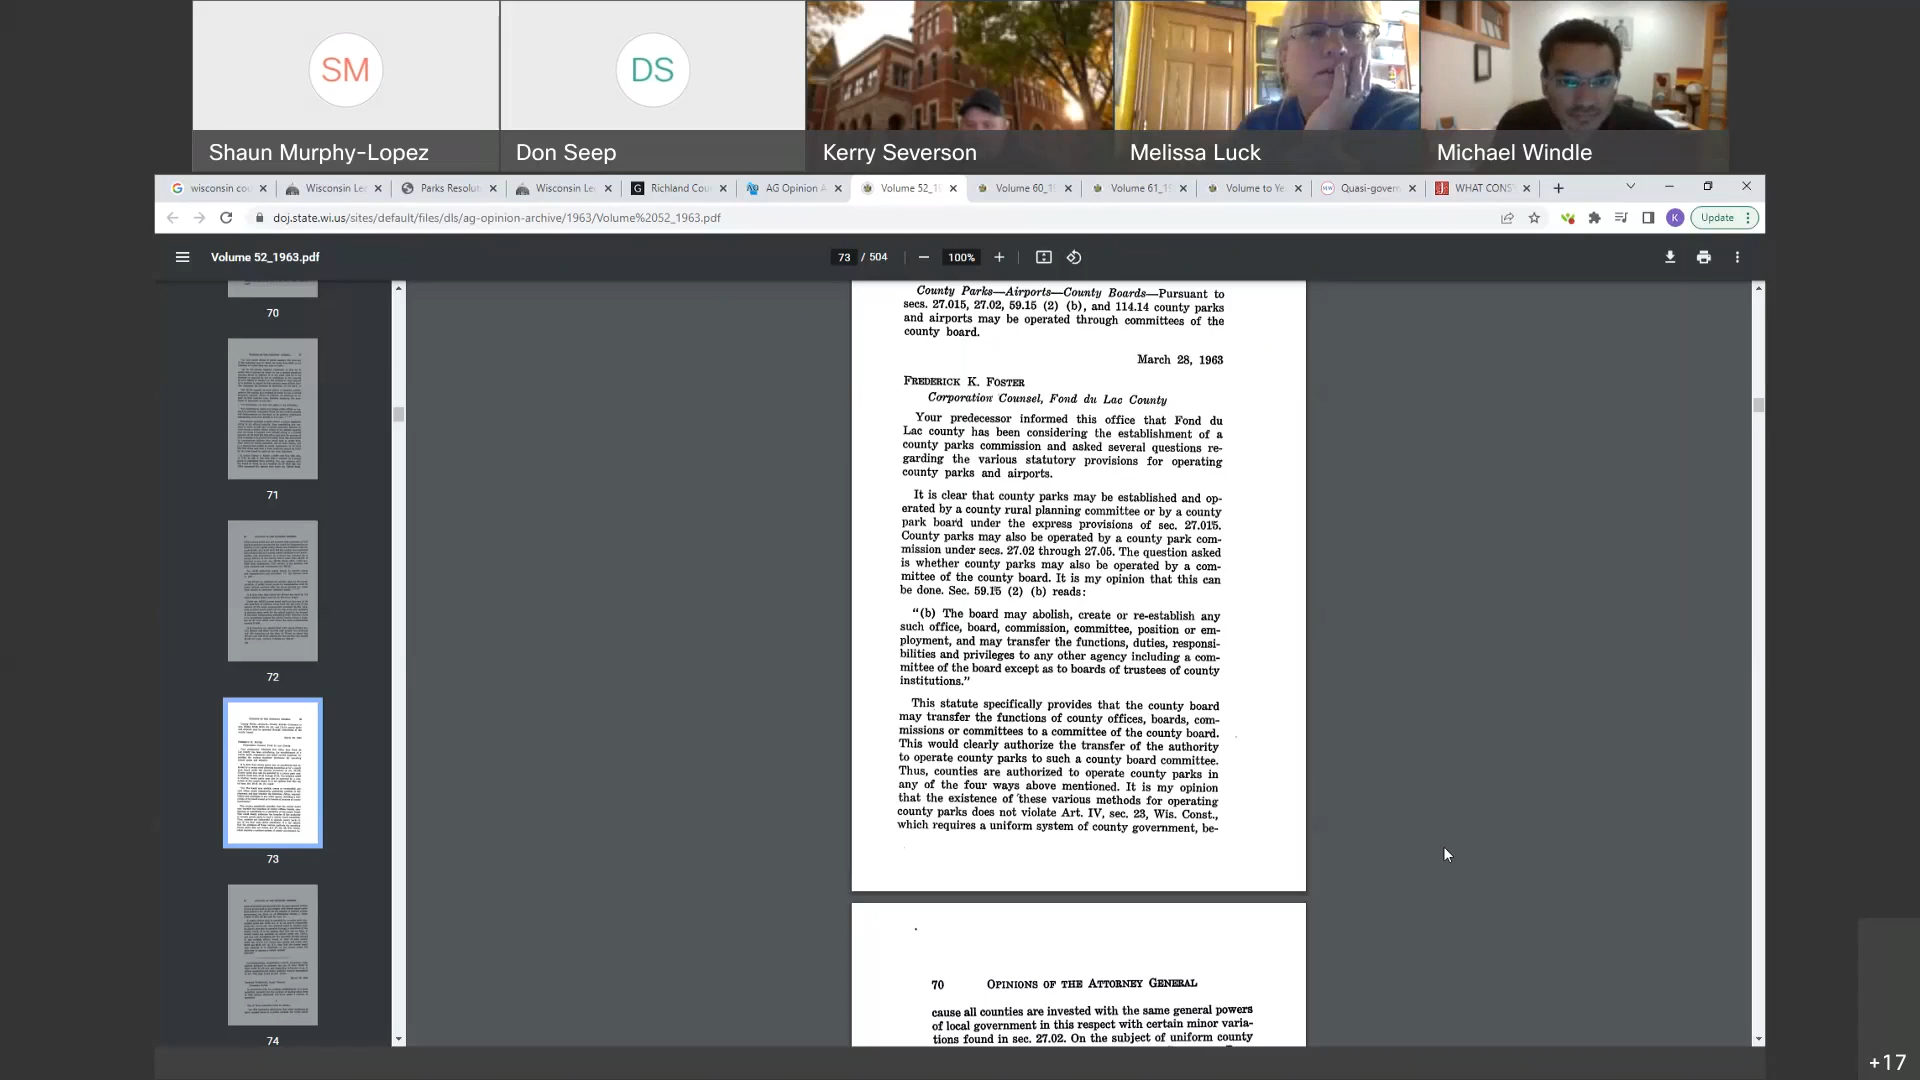 SM
DS
Shaun Murphy-Lopez
Don Seep
Kerry Severson
Melissa Luck
Michael Windle
wisconsin co
Wisconsin Le
Parks Resolut
Wisconsin Le
Richland Cou
AG Opinion A
Volume 52_1
Volume 60_1
Volume 61_1
Volume to Ye
Quasi-govern
WHAT CONS
doj.state.wi.us/sites/default/files/dls/ag-opinion-archive/1963/Volume%2052_1963.pdf
K
Update
Volume 52_1963.pdf
73 / 504
100%
70
71
72
73
74
County Parks—Airports—County Boards—Pursuant to
secs. 27.015, 27.02, 59.15 (2) (b), and 114.14 county parks
and airports may be operated through committees of the
county board.
March 28, 1963
FREDERICK K. FOSTER
Corporation Counsel, Fond du Lac County
Your predecessor informed this office that Fond du
Lac county has been considering the establishment of a
county parks commission and asked several questions re-
garding the various statutory provisions for operating
county parks and airports.
It is clear that county parks may be established and op-
erated by a county rural planning committee or by a county
park board under the express provisions of sec. 27.015.
County parks may also be operated by a county park com-
mission under secs. 27.02 through 27.05. The question asked
is whether county parks may also be operated by a com-
mittee of the county board. It is my opinion that this can
be done. Sec. 59.15 (2) (b) reads:
"(b) The board may abolish, create or re-establish any
such office, board, commission, committee, position or em-
ployment, and may transfer the functions, duties, responsi-
bilities and privileges to any other agency including a com-
mittee of the board except as to boards of trustees of county
institutions."
This statute specifically provides that the county board
may transfer the functions of county offices, boards, com-
missions or committees to a committee of the county board.
This would clearly authorize the transfer of the authority
to operate county parks to such a county board committee.
Thus, counties are authorized to operate county parks in
any of the four ways above mentioned. It is my opinion
that the existence of these various methods for operating
county parks does not violate Art. IV, sec. 23, Wis. Const.,
which requires a uniform system of county government, be-
70 OPINIONS OF THE ATTORNEY GENERAL
cause all counties are invested with the same general powers
of local government in this respect with certain minor varia-
tions found in sec. 27.02. On the subject of uniform county
+17